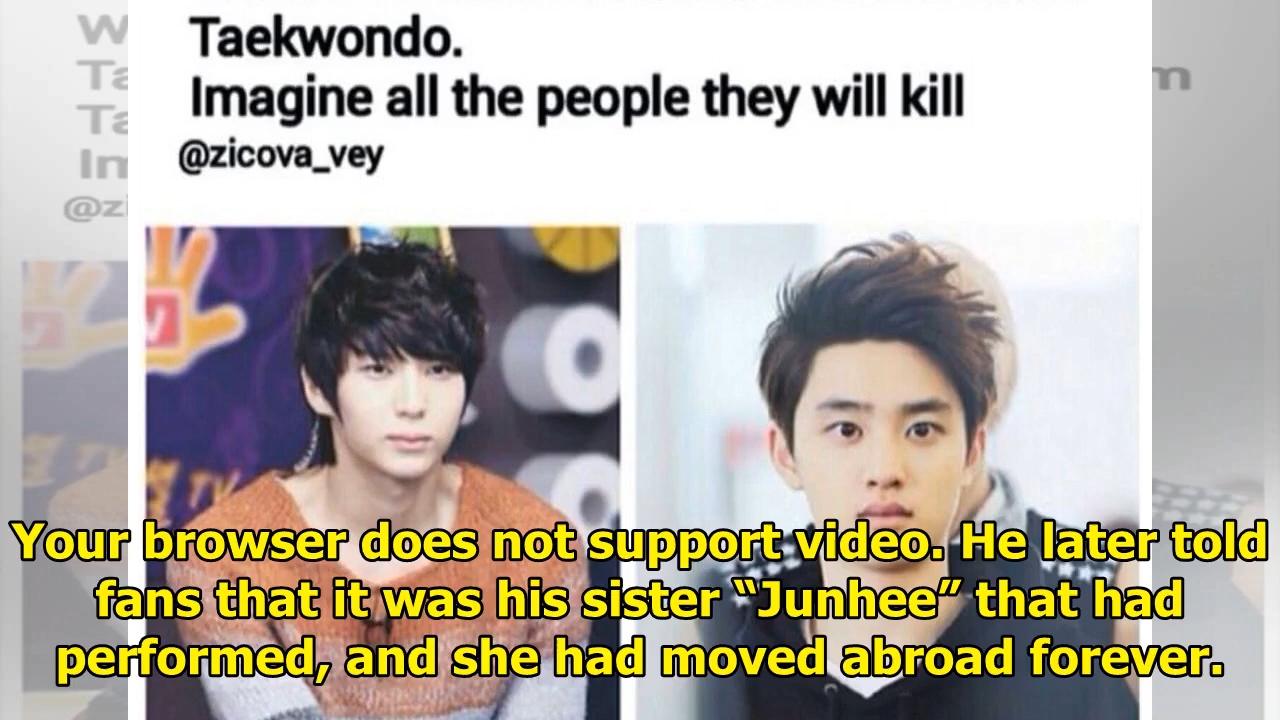 Taekwondo.
Imagine all the people they will kill
@zicova_vey
Your browser does not support video. He later told
fans that it was his sister “Junhee” that had
performed, and she had moved abroad forever.